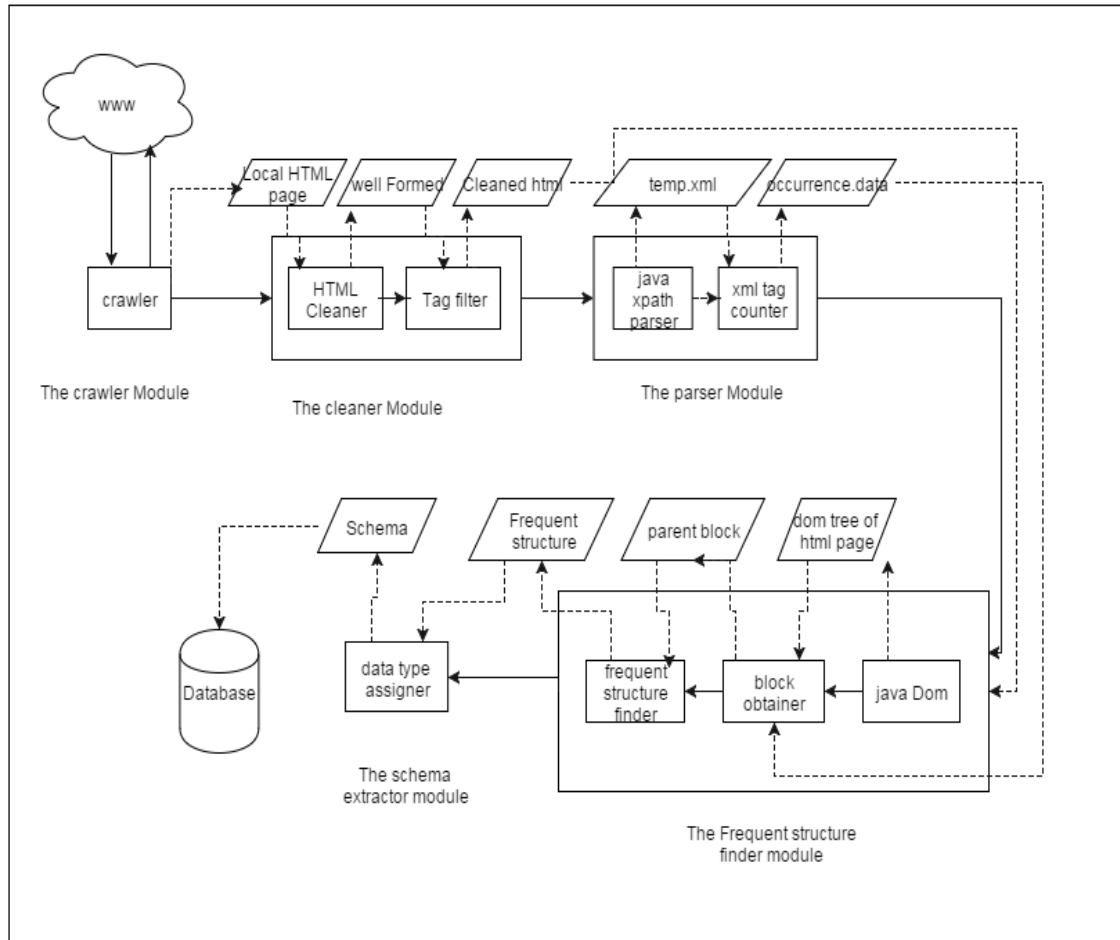 www
Local HTML
page
well Formed
Cleaned html
temp.xml
occurrence.data
crawler
HTML
Cleaner
Tag filter
java
xpath
parser
xml tag
counter
The crawler Module
The cleaner Module
The parser Module
Schema
Frequent
structure
parent block
dom tree of
html page
Database
data type
assigner
frequent
structure
finder
block
obtainer
java Dom
The schema
extractor module
The Frequent structure
finder module